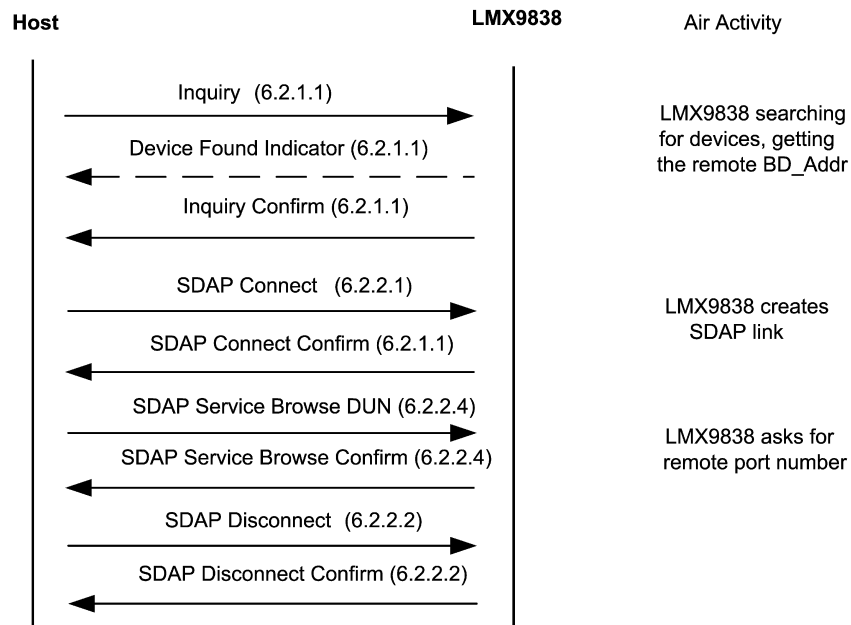 Host
LMX9838
Air Activity
Inquiry (6.2.1.1)
LMX9838 searching
for devices, getting
the remote BD_Addr
Device Found Indicator (6.2.1.1)
Inquiry Confirm (6.2.1.1)
SDAP Connect (6.2.2.1)
LMX9838 creates
SDAP link
SDAP Connect Confirm (6.2.1.1)
SDAP Service Browse DUN (6.2.2.4)
LMX9838 asks for
remote port number
SDAP Service Browse Confirm (6.2.2.4)
SDAP Disconnect (6.2.2.2)
SDAP Disconnect Confirm (6.2.2.2)